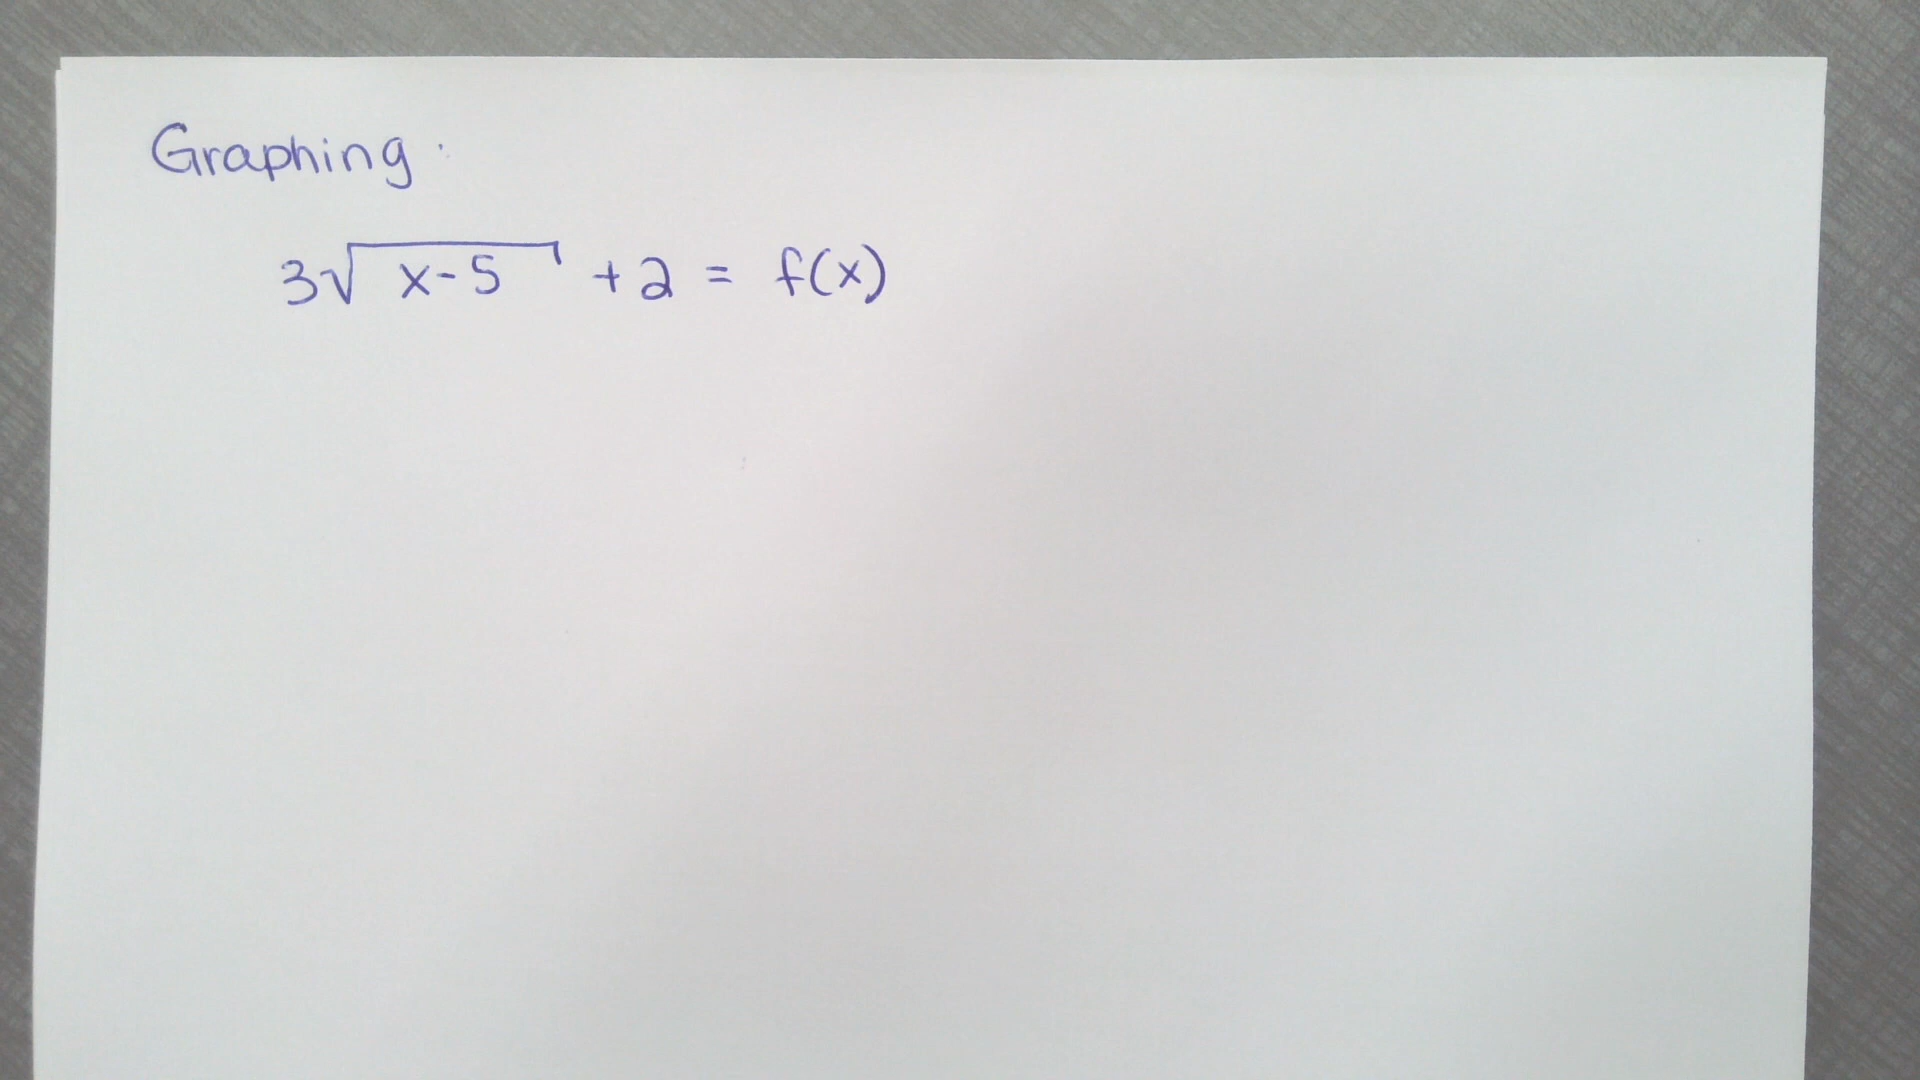 Graphing:
3√x-5 +2 = f(x)